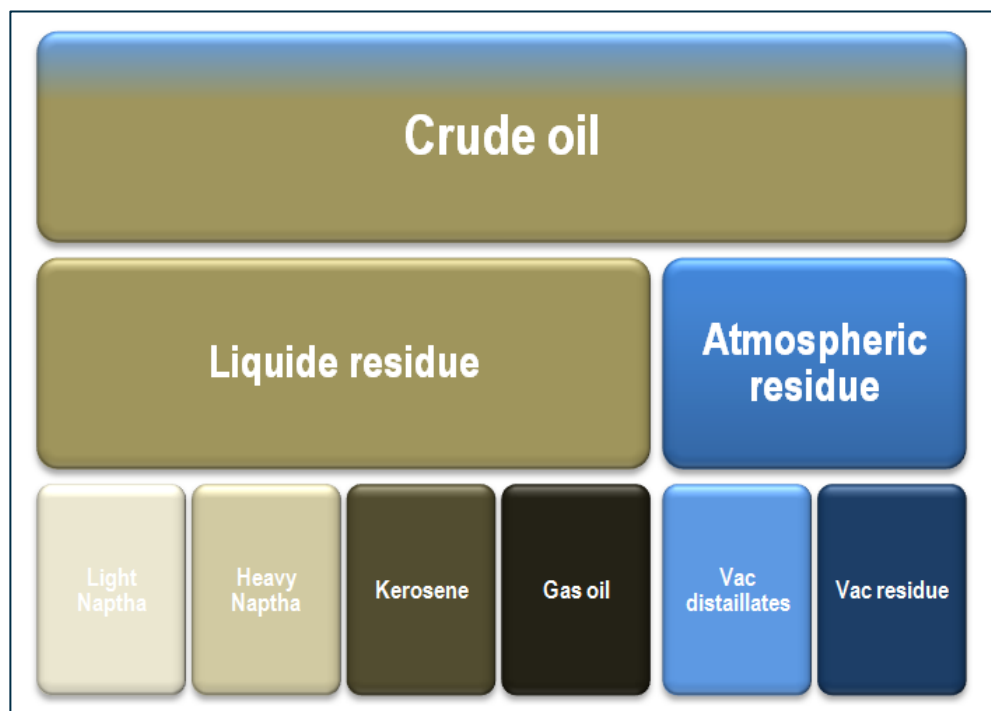 Crude oil
Liquide residue
Atmospheric
residue
Light
Naptha
Heavy
Naptha
Kerosene
Gas oil
Vac
distaillates
Vac residue